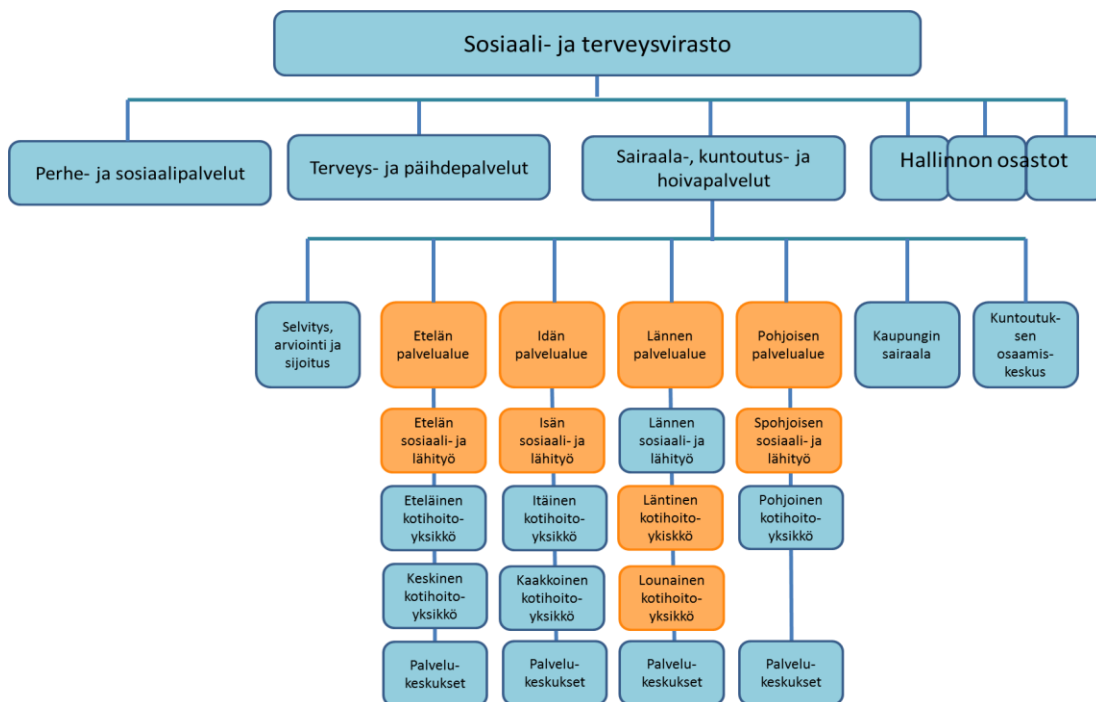 Sosiaali- ja terveysvirasto
Perhe- ja sosiaalipalvelut
Terveys- ja päihdepalvelut
Sairaala-, kuntoutus- ja
hoivapalvelut
Hallinnon osastot
Selvitys,
arviointi ja
sijoitus
Etelän
palvelualue
Idän
palvelualue
Lännen
palvelualue
Pohjoisen
palvelualue
Kaupungin
sairaala
Kuntoutuk-
sen
osaamis-
keskus
Etelän
sosiaali- ja
lähityö
Isän
sosiaali- ja
lähityö
Lännen
sosiaali- ja
lähityö
Spohjoisen
sosiaali- ja
lähityö
Eteläinen
kotihoito-
yksikkö
Itäinen
kotihoito-
yksikkö
Läntinen
kotihoito-
ykiskkö
Pohjoinen
kotihoito-
yksikkö
Keskinen
kotihoito-
yksikkö
Kaakkoinen
kotihoito-
yksikkö
Lounainen
kotihoito-
yksikkö
Palvelu-
keskukset
Palvelu-
keskukset
Palvelu-
keskukset
Palvelu-
keskukset